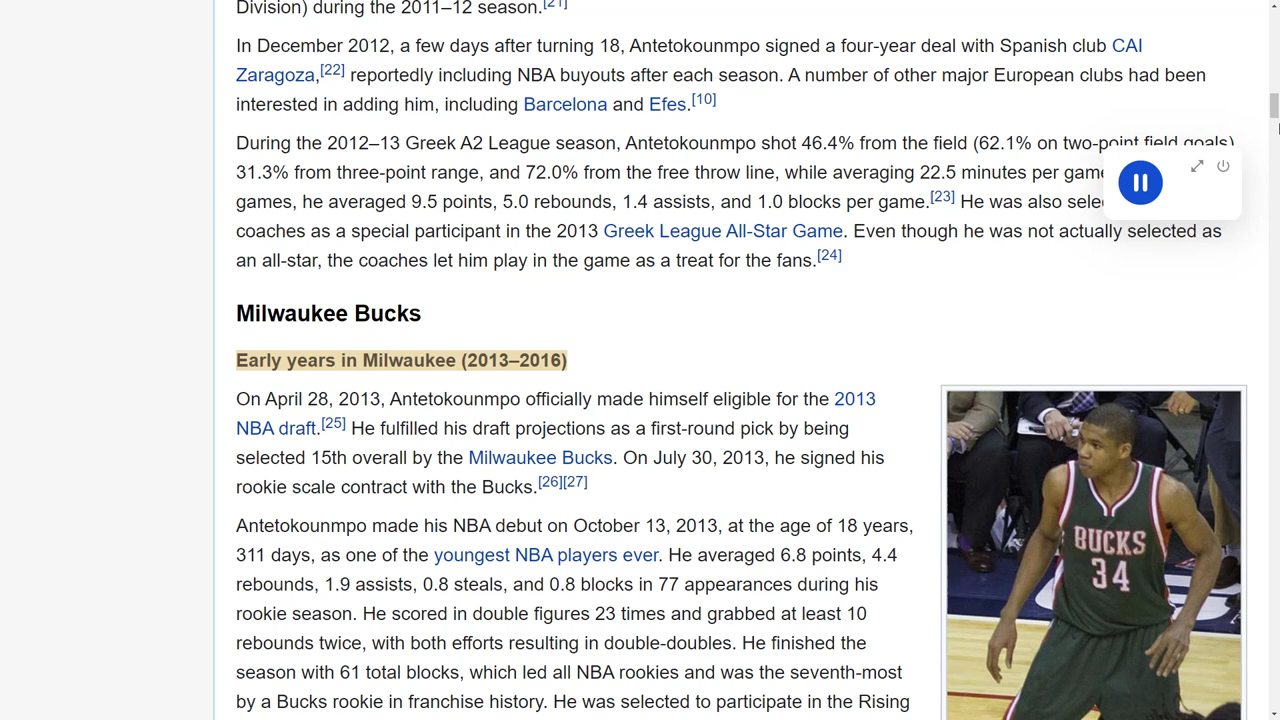 Division) during the 2011–12 season.[21]
In December 2012, a few days after turning 18, Antetokounmpo signed a four-year deal with Spanish club CAI
Zaragoza,[22] reportedly including NBA buyouts after each season. A number of other major European clubs had been
interested in adding him, including Barcelona and Efes.[10]
During the 2012–13 Greek A2 League season, Antetokounmpo shot 46.4% from the field (62.1% on two-point field goals)
31.3% from three-point range, and 72.0% from the free throw line, while averaging 22.5 minutes per game
games, he averaged 9.5 points, 5.0 rebounds, 1.4 assists, and 1.0 blocks per game.[23] He was also
coaches as a special participant in the 2013 Greek League All-Star Game. Even though he was not actually selected as
an all-star, the coaches let him play in the game as a treat for the fans.[24]
Milwaukee Bucks
Early years in Milwaukee (2013–2016)
On April 28, 2013, Antetokounmpo officially made himself eligible for the 2013
NBA draft.[25] He fulfilled his draft projections as a first-round pick by being
selected 15th overall by the Milwaukee Bucks. On July 30, 2013, he signed his
rookie scale contract with the Bucks.[26][27]
Antetokounmpo made his NBA debut on October 13, 2013, at the age of 18 years,
311 days, as one of the youngest NBA players ever. He averaged 6.8 points, 4.4
rebounds, 1.9 assists, 0.8 steals, and 0.8 blocks in 77 appearances during his
rookie season. He scored in double figures 23 times and grabbed at least 10
rebounds twice, with both efforts resulting in double-doubles. He finished the
season with 61 total blocks, which led all NBA rookies and was the seventh-most
by a Bucks rookie in franchise history. He was selected to participate in the Rising
BUCKS
34